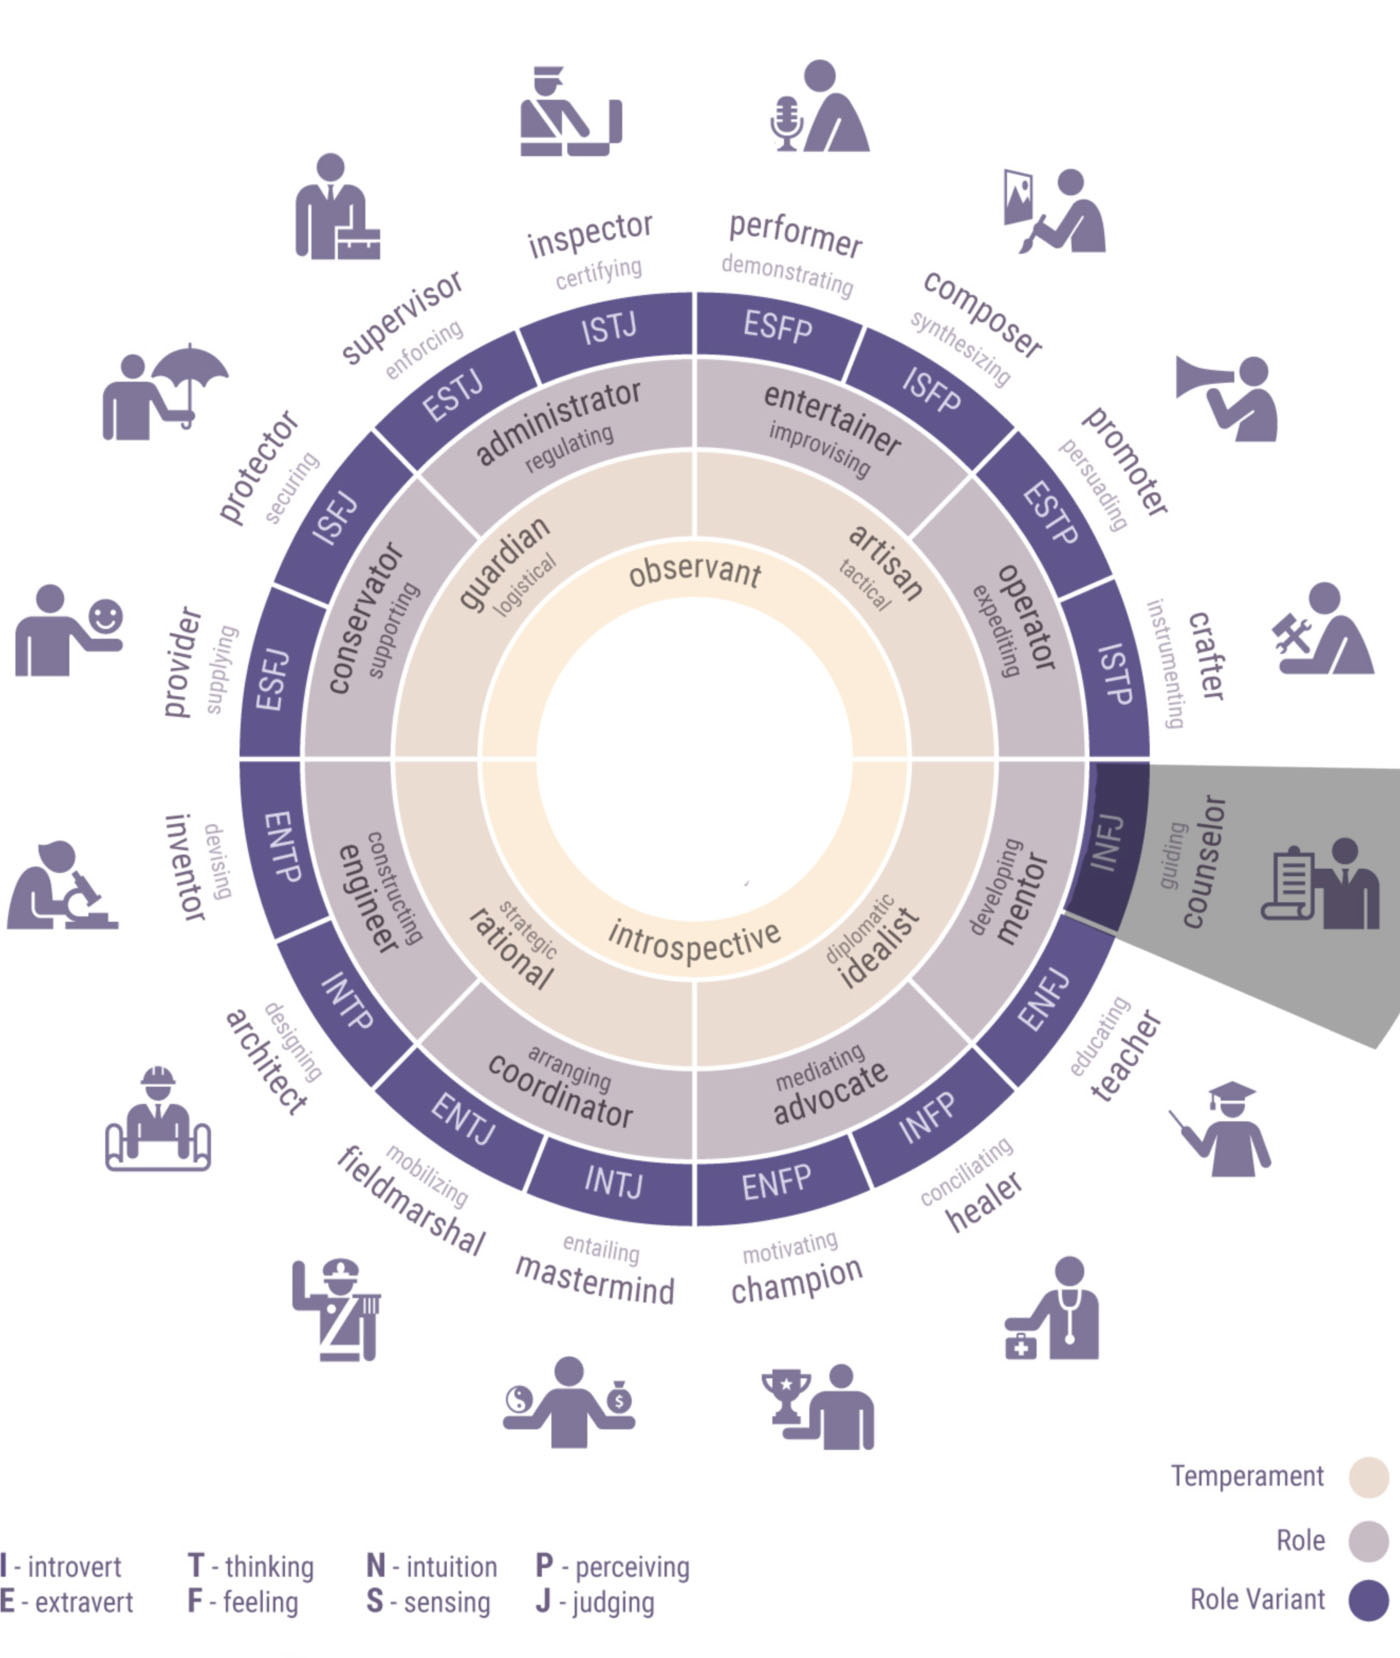 inspector
certifying
performer
demonstrating
supervisor
enforcing
composer
synthesizing
protector
securing
promoter
persuading
provider
supplying
crafter
instrumenting
inventor
devising
guiding
counselor
designing
architect
educating
teacher
mobilizing
fieldmarshal
conciliating
healer
entailing
mastermind
motivating
champion
ISTJ
ESFP
ESTJ
ISFP
ISFJ
ESTP
ESFJ
ISTP
ENTP
INFJ
INTP
ENFJ
ENTJ
INFP
INTJ
ENFP
administrator
regulating
entertainer
improvising
conservator
supporting
operator
expediting
constructing
engineer
developing
mentor
arranging
coordinator
mediating
advocate
guardian
logistical
artisan
tactical
strategic
rational
diplomatic
idealist
observant
introspective
Temperament
Role
Role Variant
I - introvert
E - extravert
T - thinking
F - feeling
N - intuition
S - sensing
P - perceiving
J - judging